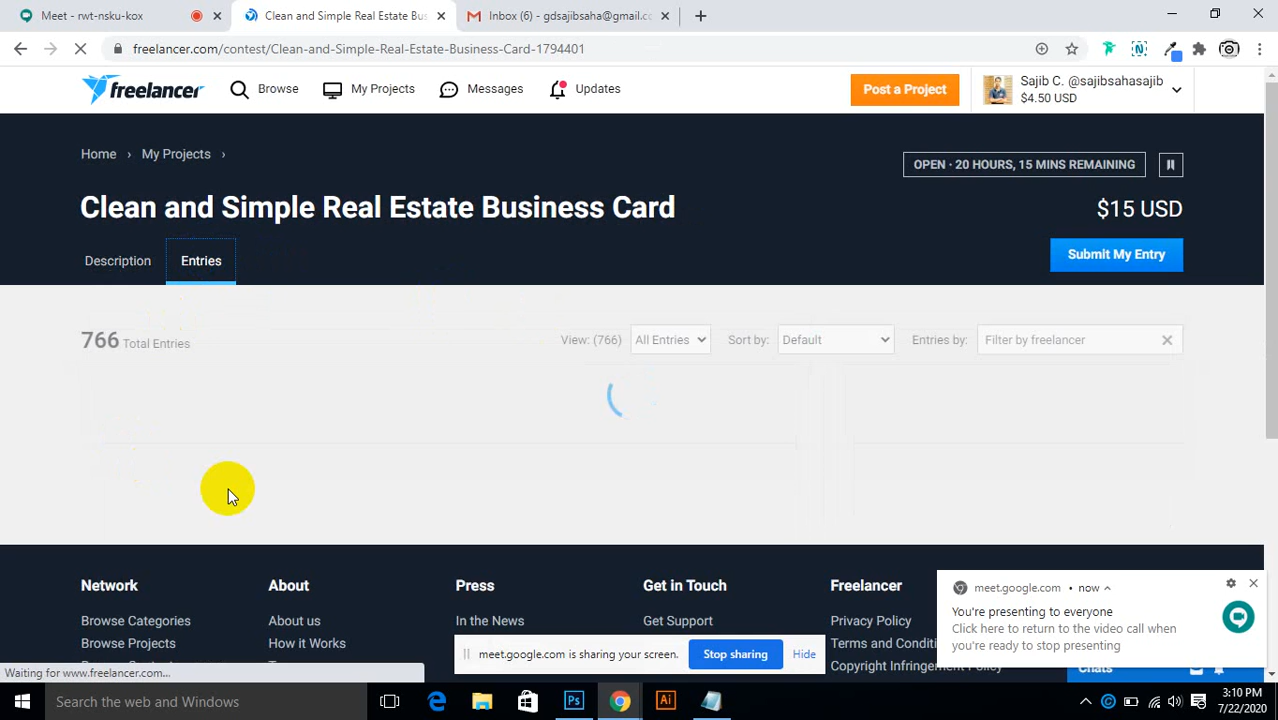 Meet - rwt-nsku-kox
Clean and Simple Real Estate Bus
Inbox (6) - gdsajibsaha@gmail.cc
freelancer.com/contest/Clean-and-Simple-Real-Estate-Business-Card-1794401
freelancer Browse My Projects Messages Updates
Post a Project
Sajib C. @sajibsahasajib
$4.50 USD
Home › My Projects ›
OPEN · 20 HOURS, 15 MINS REMAINING
Clean and Simple Real Estate Business Card
$15 USD
Description Entries
Submit My Entry
766 Total Entries
View: (766) All Entries Sort by: Default Entries by: Filter by freelancer
Network About Press Get in Touch Freelancer
Browse Categories About us In the News Get Support Privacy Policy
Browse Projects How it Works Terms and Conditi
Copyright Infringement Policy
meet.google.com • now
You're presenting to everyone
Click here to return to the video call when
you're ready to stop presenting
meet.google.com is sharing your screen. Stop sharing Hide
Chats
Waiting for www.freelancer.com...
Type here to search
Ps Ai
3:10 PM
7/22/2020